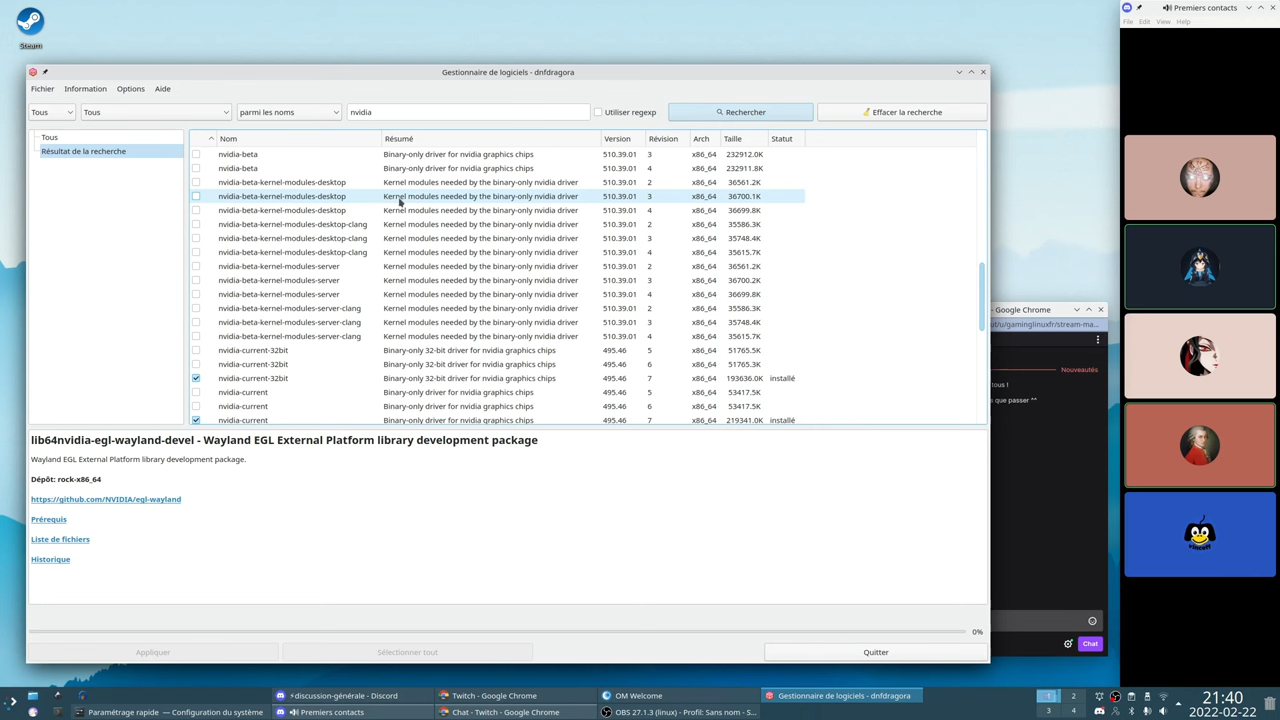 Steam
Premiers contacts
File Edit View Help
Gestionnaire de logiciels - dnfdragora
Fichier Information Options Aide
Tous Tous parmi les noms nvidia Utiliser regexp Rechercher Effacer la recherche
Tous
Résultat de la recherche
Nom Résumé Version Révision Arch Taille Statut
nvidia-beta Binary-only driver for nvidia graphics chips 510.39.01 3 x86_64 232912.0K
nvidia-beta Binary-only driver for nvidia graphics chips 510.39.01 4 x86_64 232911.8K
nvidia-beta-kernel-modules-desktop Kernel modules needed by the binary-only nvidia driver 510.39.01 2 x86_64 36561.2K
nvidia-beta-kernel-modules-desktop Kernel modules needed by the binary-only nvidia driver 510.39.01 3 x86_64 36700.1K
nvidia-beta-kernel-modules-desktop Kernel modules needed by the binary-only nvidia driver 510.39.01 4 x86_64 36699.8K
nvidia-beta-kernel-modules-desktop-clang Kernel modules needed by the binary-only nvidia driver 510.39.01 2 x86_64 35586.3K
nvidia-beta-kernel-modules-desktop-clang Kernel modules needed by the binary-only nvidia driver 510.39.01 3 x86_64 35748.4K
nvidia-beta-kernel-modules-desktop-clang Kernel modules needed by the binary-only nvidia driver 510.39.01 4 x86_64 35615.7K
nvidia-beta-kernel-modules-server Kernel modules needed by the binary-only nvidia driver 510.39.01 2 x86_64 36561.2K
nvidia-beta-kernel-modules-server Kernel modules needed by the binary-only nvidia driver 510.39.01 3 x86_64 36700.2K
nvidia-beta-kernel-modules-server Kernel modules needed by the binary-only nvidia driver 510.39.01 4 x86_64 36699.8K
nvidia-beta-kernel-modules-server-clang Kernel modules needed by the binary-only nvidia driver 510.39.01 2 x86_64 35586.3K
nvidia-beta-kernel-modules-server-clang Kernel modules needed by the binary-only nvidia driver 510.39.01 3 x86_64 35748.4K
nvidia-beta-kernel-modules-server-clang Kernel modules needed by the binary-only nvidia driver 510.39.01 4 x86_64 35615.7K
nvidia-current-32bit Binary-only 32-bit driver for nvidia graphics chips 495.46 5 x86_64 51765.5K
nvidia-current-32bit Binary-only 32-bit driver for nvidia graphics chips 495.46 6 x86_64 51765.3K
nvidia-current-32bit Binary-only 32-bit driver for nvidia graphics chips 495.46 7 x86_64 193636.0K installé
nvidia-current Binary-only driver for nvidia graphics chips 495.46 5 x86_64 53417.5K
nvidia-current Binary-only driver for nvidia graphics chips 495.46 6 x86_64 53417.5K
nvidia-current Binary-only driver for nvidia graphics chips 495.46 7 x86_64 219341.0K installé
lib64nvidia-egl-wayland-devel - Wayland EGL External Platform library development package
Wayland EGL External Platform library development package.
Dépôt: rock-x86_64
https://github.com/NVIDIA/egl-wayland
Prérequis
Liste de fichiers
Historique
0%
Appliquer Sélectionner tout Quitter
- Google Chrome
ut/u/gaminglinuxfr/stream-ma...
Nouveautés
tous !
s que passer ^^
Chat
vinceff
⚡discussion-générale - Discord Twitch - Google Chrome OM Welcome Gestionnaire de logiciels - dnfdragora
Paramétrage rapide — Configuration du système Premiers contacts Chat - Twitch - Google Chrome OBS 27.1.3 (linux) - Profil: Sans nom - S...
1 2
3 4
21:40
2022-02-22